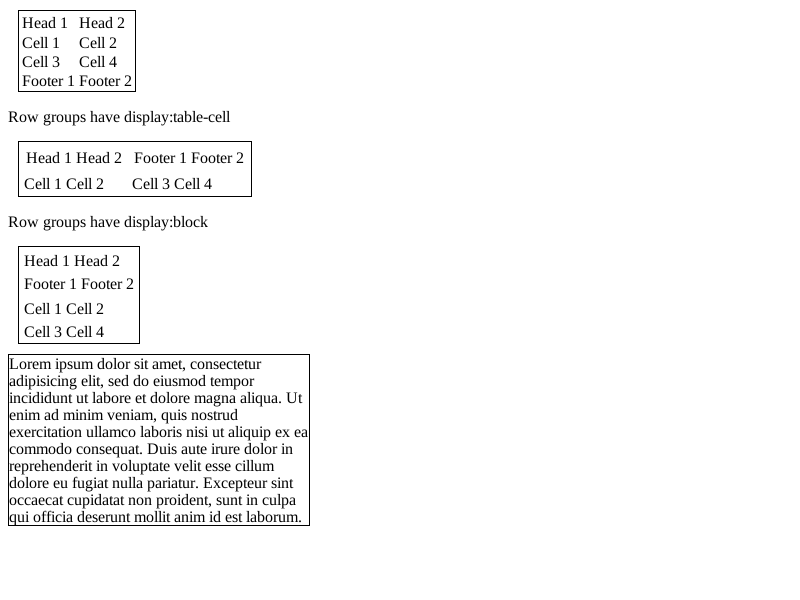 Head 1 Head 2
Cell 1 Cell 2
Cell 3 Cell 4
Footer 1 Footer 2
Row groups have display:table-cell
Head 1 Head 2 Footer 1 Footer 2
Cell 1 Cell 2 Cell 3 Cell 4
Row groups have display:block
Head 1 Head 2
Footer 1 Footer 2
Cell 1 Cell 2
Cell 3 Cell 4
Lorem ipsum dolor sit amet, consectetur
adipisicing elit, sed do eiusmod tempor
incididunt ut labore et dolore magna aliqua. Ut
enim ad minim veniam, quis nostrud
exercitation ullamco laboris nisi ut aliquip ex ea
commodo consequat. Duis aute irure dolor in
reprehenderit in voluptate velit esse cillum
dolore eu fugiat nulla pariatur. Excepteur sint
occaecat cupidatat non proident, sunt in culpa
qui officia deserunt mollit anim id est laborum.